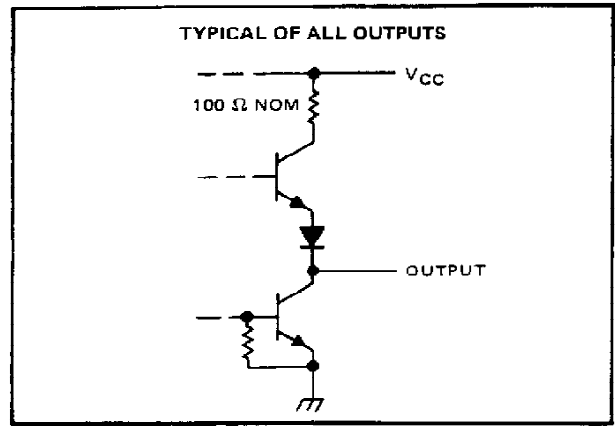 TYPICAL OF ALL OUTPUTS
VCC
100 Ω NOM
OUTPUT